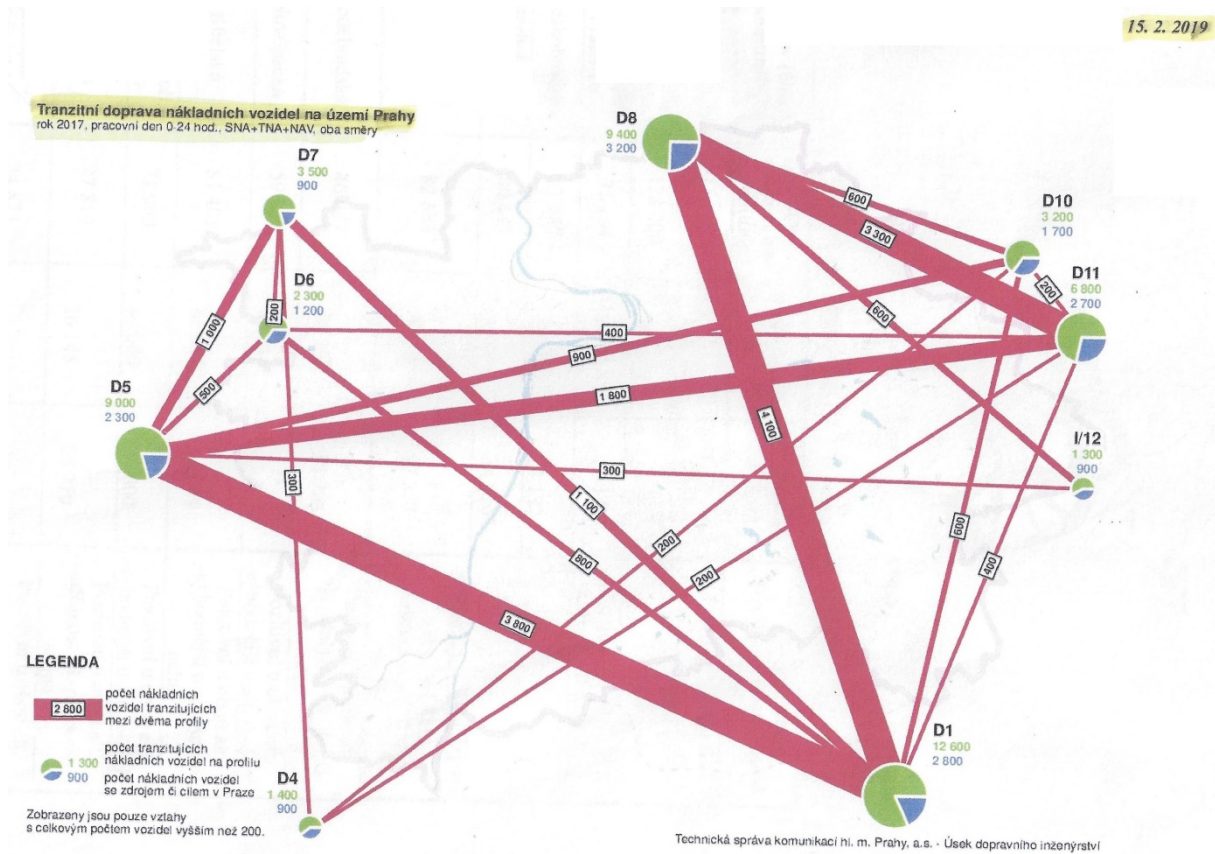 15. 2. 2019
Tranzitní doprava nákladních vozidel na území Prahy
rok 2017, pracovní den 0-24 hod., SNA+TNA+NAV, oba směry
D7
3 500
900
D8
9 400
3 200
D10
3 200
1 700
D11
6 800
2 700
D6
2 300
1 200
D5
9 000
2 300
I/12
1 300
900
D1
12 600
2 800
D4
1 400
900
600
3 300
200
200
1 000
400
600
900
500
1 800
4 100
300
300
1 100
600
200
800
400
200
3 800
LEGENDA
2 800
počet nákladních
vozidel tranzitujících
mezi dvěma profily
1 300
900
počet tranzitujících
nákladních vozidel na profilu
počet nákladních vozidel
se zdrojem či cílem v Praze
Zobrazeny jsou pouze vztahy
s celkovým počtem vozidel vyšším než 200.
Technická správa komunikací hl. m. Prahy, a.s. - Úsek dopravního inženýrství